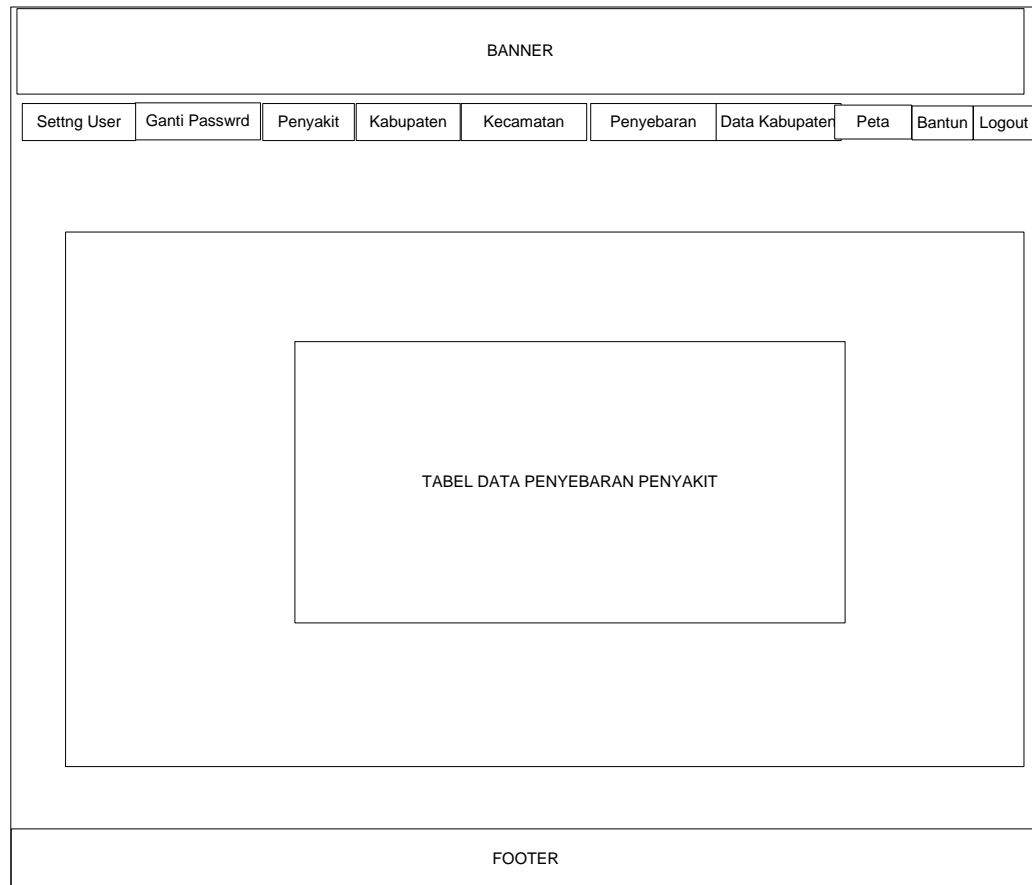 BANNER
Settng User Ganti Passwrd Penyakit Kabupaten Kecamatan Penyebaran Data Kabupaten Peta Bantun Logout
TABEL DATA PENYEBARAN PENYAKIT
FOOTER